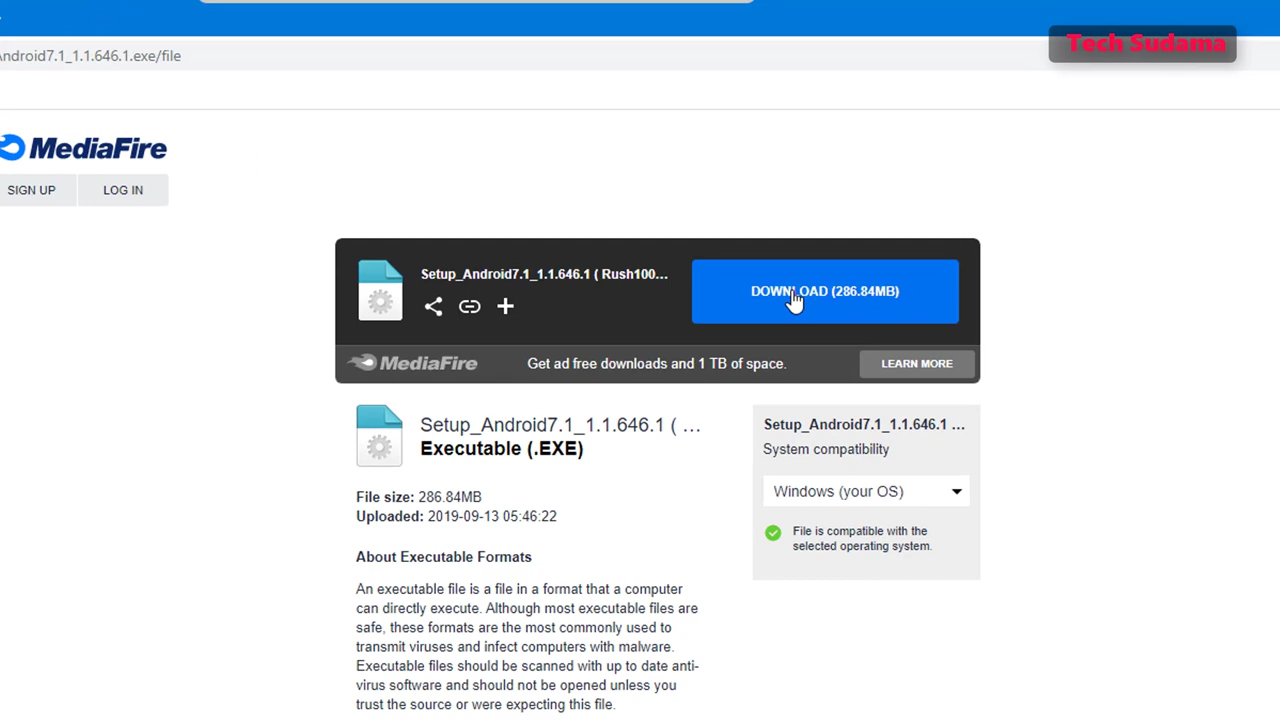 ndroid7.1_1.1.646.1.exe/file
Tech Sudama
MediaFire
SIGN UP
LOG IN
Setup_Android7.1_1.1.646.1 ( Rush100...
DOWNLOAD (286.84MB)
MediaFire
Get ad free downloads and 1 TB of space.
LEARN MORE
Setup_Android7.1_1.1.646.1 ( ...
Executable (.EXE)
File size: 286.84MB
Uploaded: 2019-09-13 05:46:22
About Executable Formats
An executable file is a file in a format that a computer
can directly execute. Although most executable files are
safe, these formats are the most commonly used to
transmit viruses and infect computers with malware.
Executable files should be scanned with up to date anti-
virus software and should not be opened unless you
trust the source or were expecting this file.
Setup_Android7.1_1.1.646.1 ...
System compatibility
Windows (your OS)
File is compatible with the
selected operating system.